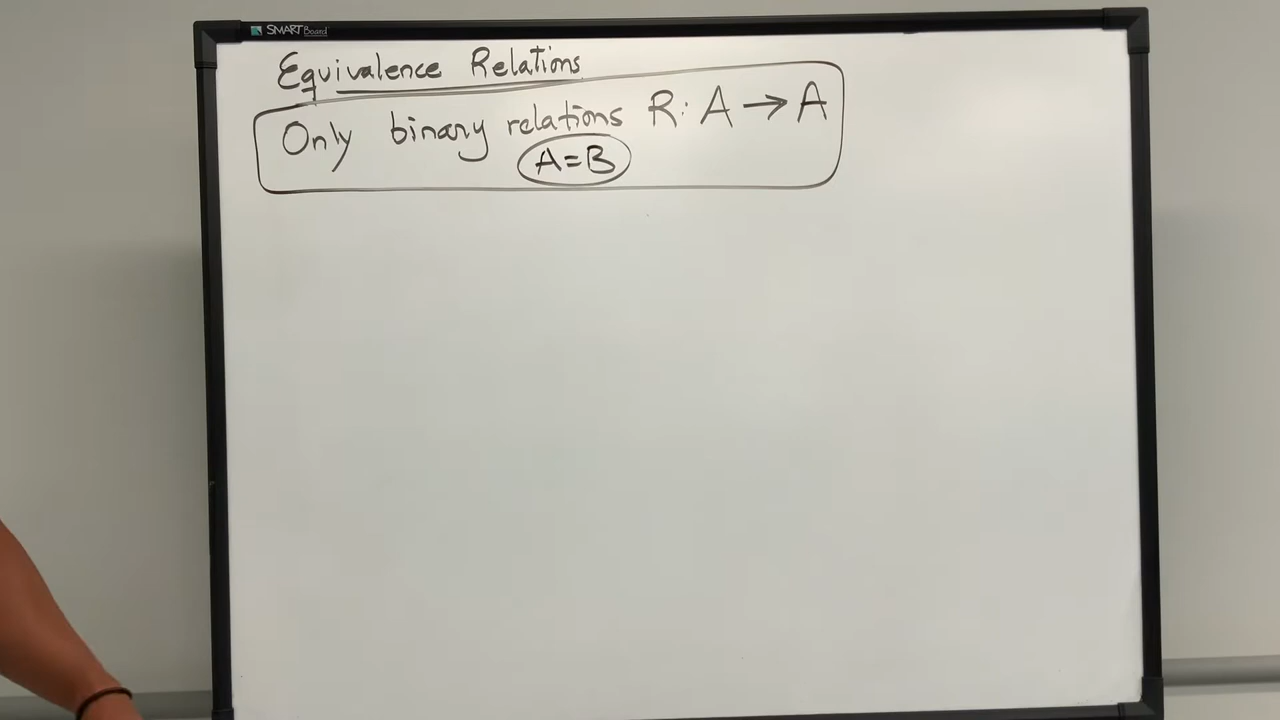 SMART Board
Equivalence Relations
Only binary relations R: A → A
A=B